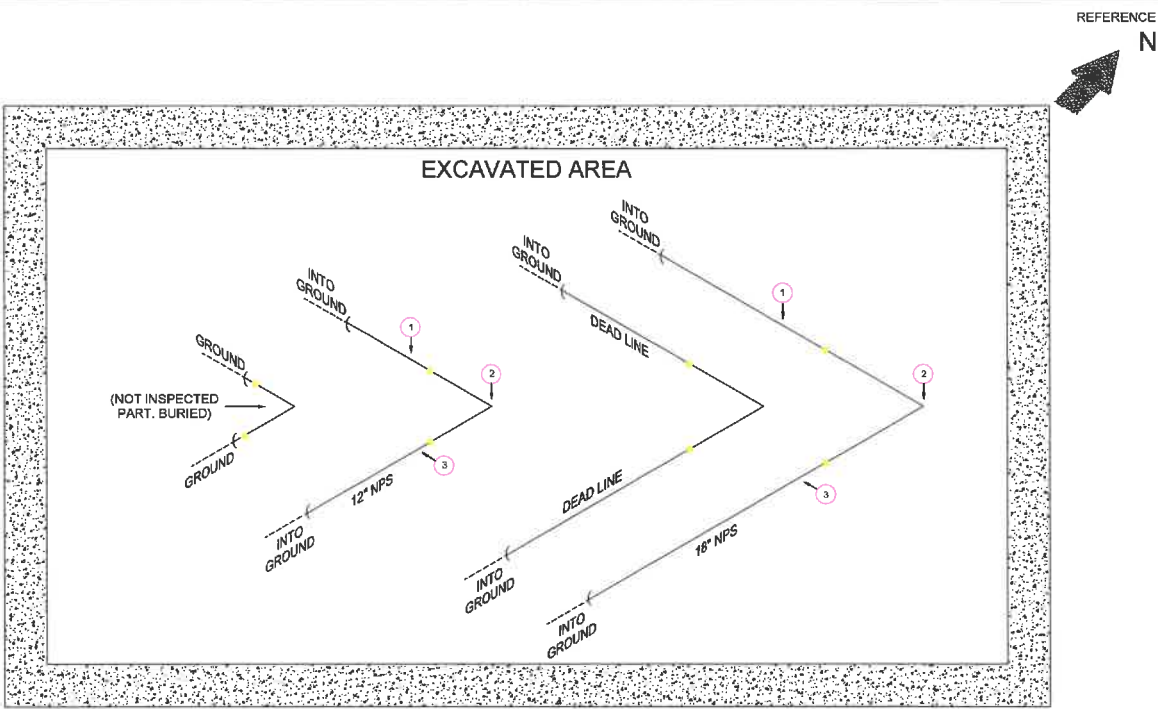 REFERENCE
N
EXCAVATED AREA
INTO
GROUND
INTO
GROUND
INTO
GROUND
1
DEAD LINE
1
GROUND
2
2
(NOT INSPECTED
PART. BURIED)
GROUND
3
12" NPS
DEAD LINE
3
INTO
GROUND
18" NPS
INTO
GROUND
INTO
GROUND